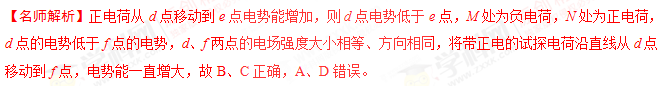 【名师解析】正电荷从 d 点移动到 e 点电势能增加，则 d 点电势低于 e 点，M 处为负电荷，N 处为正电荷，
d 点的电势低于 f 点的电势，d、f 两点的电场强度大小相等、方向相同，将带正电的试探电荷沿直线从 d 点
移动到 f 点，电势能一直增大，故 B、C 正确，A、D 错误。